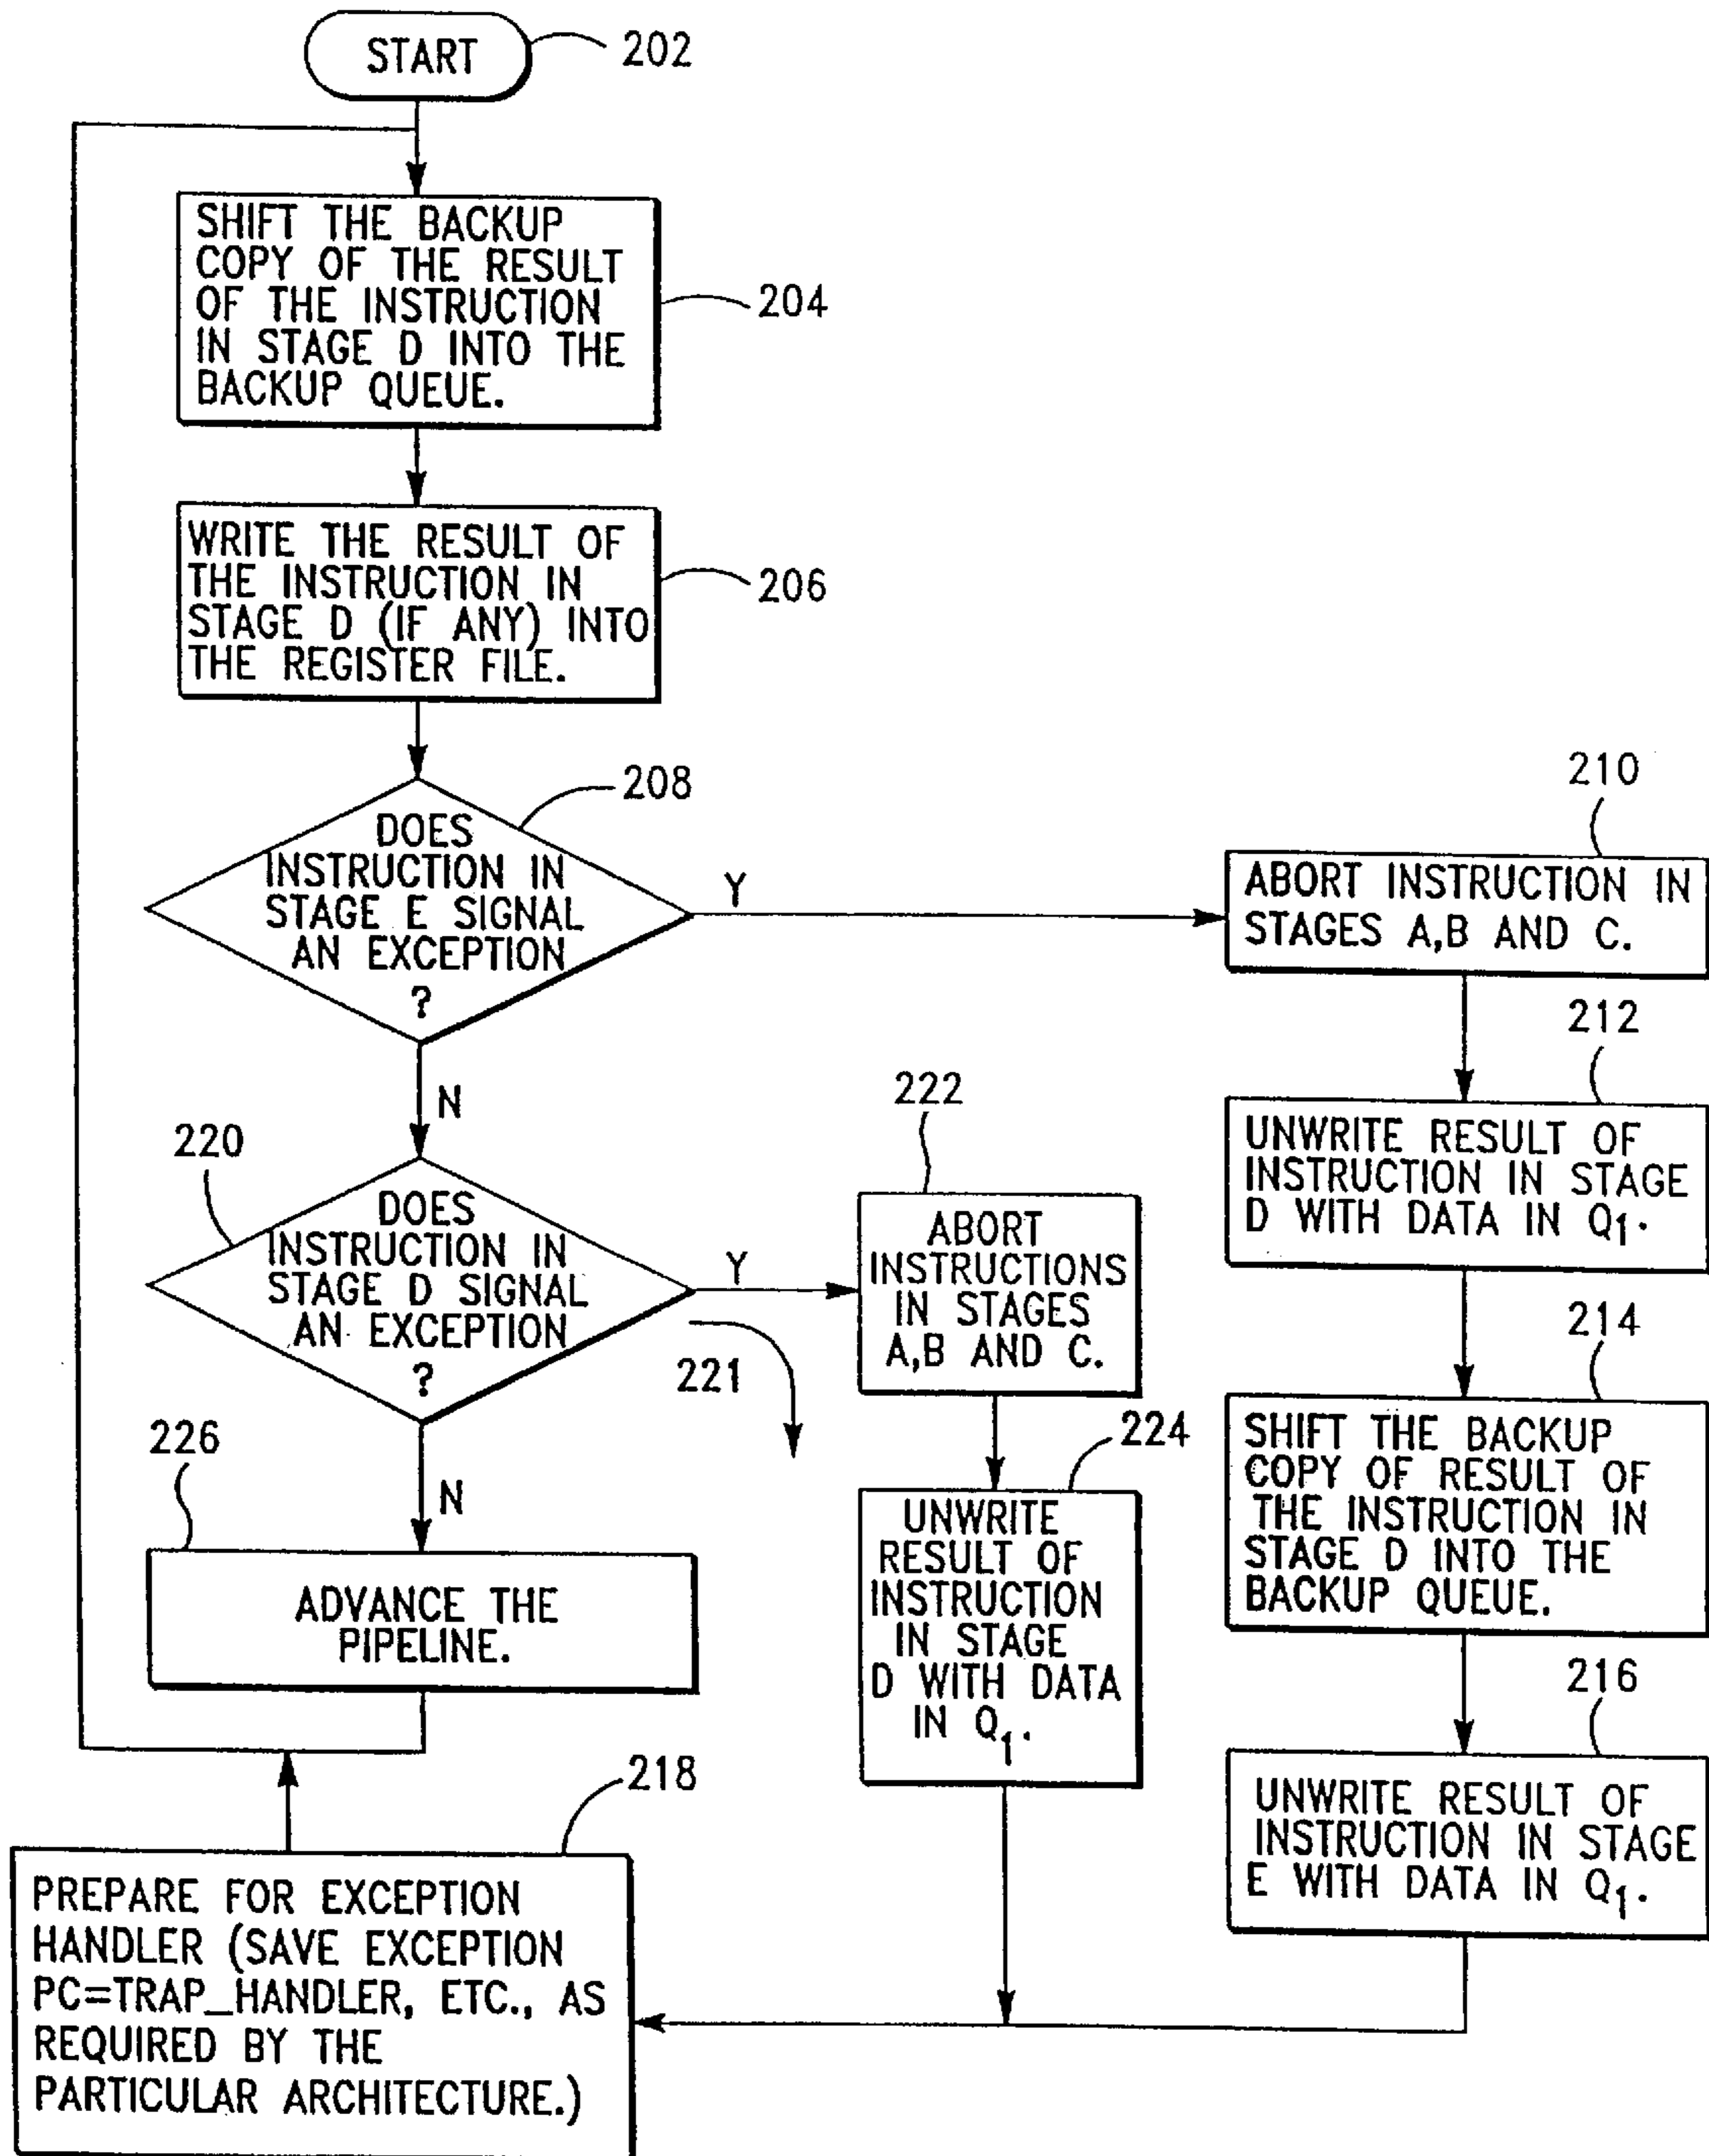 START
202
SHIFT THE BACKUP
COPY OF THE RESULT
OF THE INSTRUCTION
IN STAGE D INTO THE
BACKUP QUEUE.
204
WRITE THE RESULT OF
THE INSTRUCTION IN
STAGE D (IF ANY) INTO
THE REGISTER FILE.
206
208
DOES
INSTRUCTION IN
STAGE E SIGNAL
AN EXCEPTION
?
Y
N
210
ABORT INSTRUCTION IN
STAGES A,B AND C.
212
UNWRITE RESULT OF
INSTRUCTION IN STAGE
D WITH DATA IN Q1.
214
SHIFT THE BACKUP
COPY OF RESULT OF
THE INSTRUCTION IN
STAGE D INTO THE
BACKUP QUEUE.
216
UNWRITE RESULT OF
INSTRUCTION IN STAGE
E WITH DATA IN Q1.
220
DOES
INSTRUCTION IN
STAGE D SIGNAL
AN EXCEPTION
?
Y
221
N
222
ABORT
INSTRUCTIONS
IN STAGES
A,B AND C.
224
UNWRITE
RESULT OF
INSTRUCTION
IN STAGE
D WITH DATA
IN Q1.
226
ADVANCE THE
PIPELINE.
218
PREPARE FOR EXCEPTION
HANDLER (SAVE EXCEPTION
PC=TRAP_HANDLER, ETC., AS
REQUIRED BY THE
PARTICULAR ARCHITECTURE.)